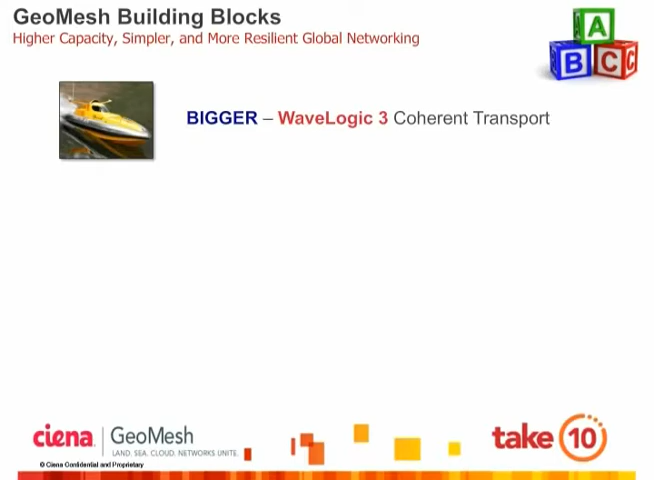 GeoMesh Building Blocks
Higher Capacity, Simpler, and More Resilient Global Networking
A
B C C
BIGGER – WaveLogic 3 Coherent Transport
ciena GeoMesh
LAND. SEA. CLOUD. NETWORKS UNITE.
take 10
© Ciena Confidential and Proprietary